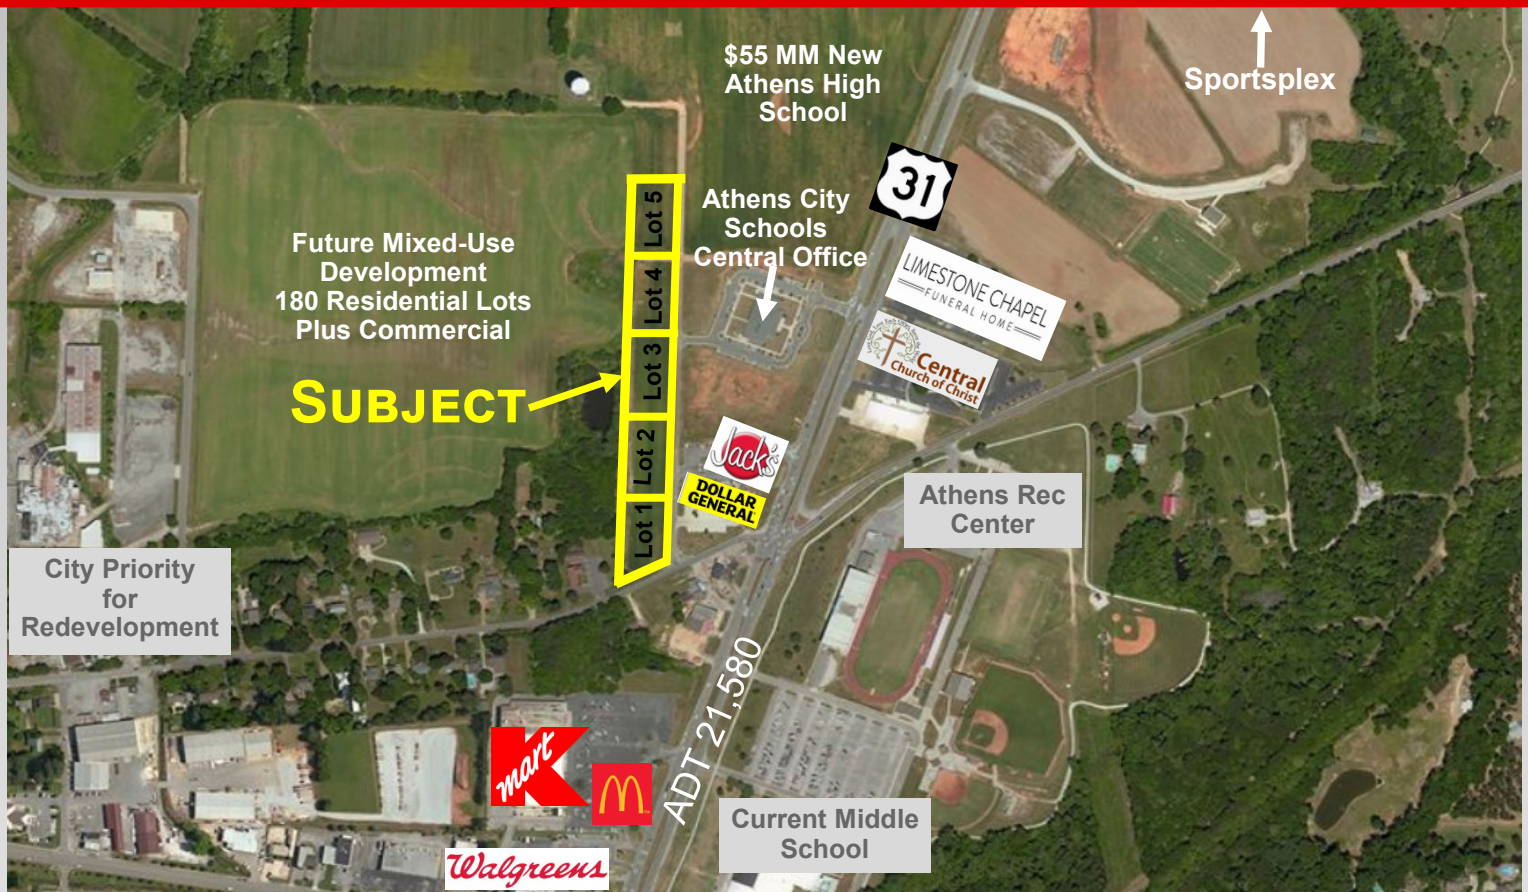 $55 MM New
Athens High
School
Sportsplex
31
Athens City
Schools
Central Office
Future Mixed-Use
Development
180 Residential Lots
Plus Commercial
SUBJECT
Lot 5
Lot 4
Lot 3
Lot 2
Lot 1
LIMESTONE CHAPEL
FUNERAL HOME
Central
Church of Christ
Jack's
DOLLAR
GENERAL
Athens Rec
Center
City Priority
for
Redevelopment
ADT 21,580
Kmart
Walgreens
Current Middle
School